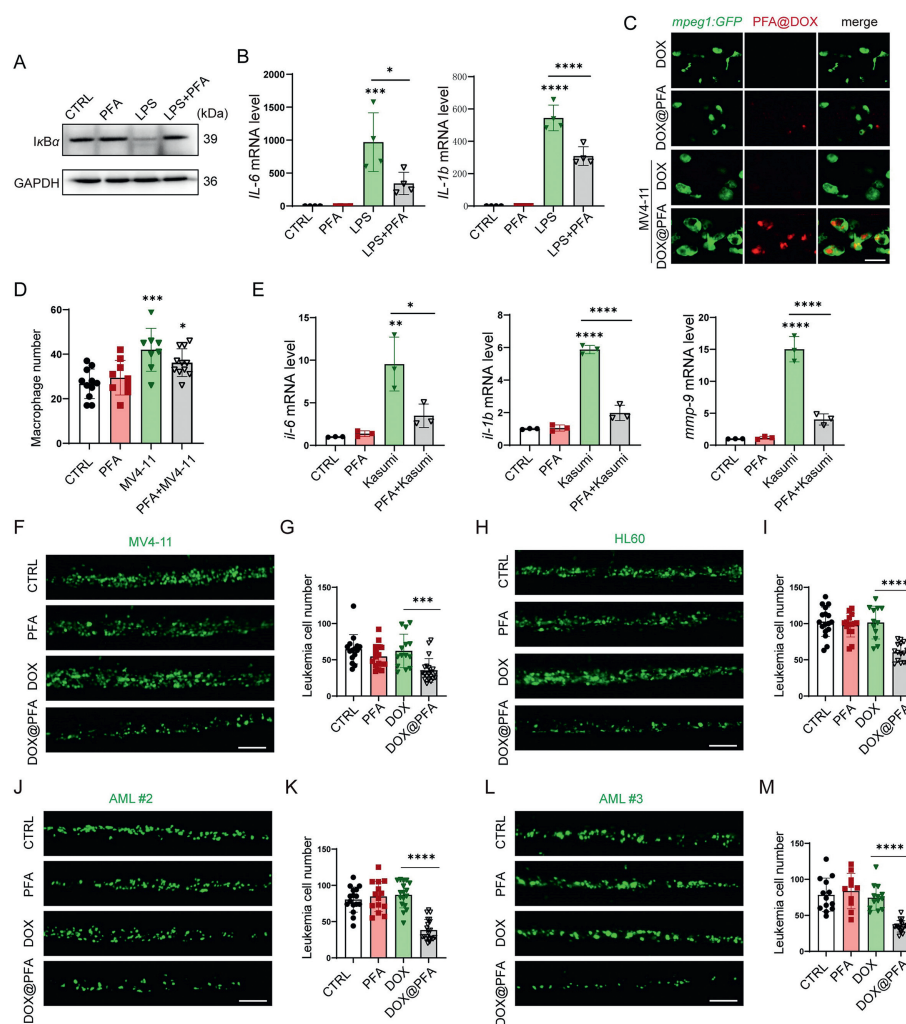 A
CTRL
PFA
LPS
LPS+PFA
(kDa)
IκBα
39
GAPDH
36
B
IL-6 mRNA level
1500
1000
500
400
200
0
***
*
CTRL
PFA
LPS
LPS+PFA
IL-1b mRNA level
800
600
400
200
0
****
****
CTRL
PFA
LPS
LPS+PFA
C
mpeg1:GFP
PFA@DOX
merge
DOX
DOX@PFA
MV4-11
DOX
DOX@PFA
D
Macrophage number
60
40
20
0
***
*
CTRL
PFA
MV4-11
PFA+MV4-11
E
il-6 mRNA level
15
10
5
0
**
*
CTRL
PFA
Kasumi
PFA+Kasumi
il-1b mRNA level
8
6
4
2
0
****
****
CTRL
PFA
Kasumi
PFA+Kasumi
mmp-9 mRNA level
20
15
10
5
0
****
****
CTRL
PFA
Kasumi
PFA+Kasumi
F
MV4-11
CTRL
PFA
DOX
DOX@PFA
G
Leukemia cell number
150
100
50
0
***
CTRL
PFA
DOX
DOX@PFA
H
HL60
CTRL
PFA
DOX
DOX@PFA
I
Leukemia cell number
150
100
50
0
****
CTRL
PFA
DOX
DOX@PFA
J
AML #2
CTRL
PFA
DOX
DOX@PFA
K
Leukemia cell number
150
100
50
0
****
CTRL
PFA
DOX
DOX@PFA
L
AML #3
CTRL
PFA
DOX
DOX@PFA
M
Leukemia cell number
150
100
50
0
****
CTRL
PFA
DOX
DOX@PFA